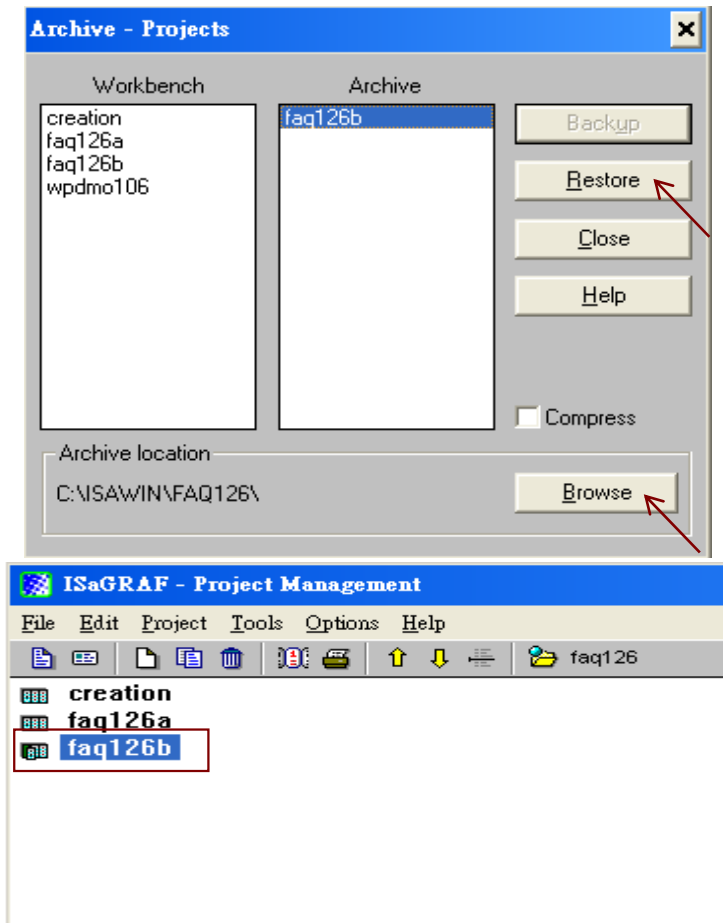 Archive - Projects
Workbench
Archive
creation
faq126a
faq126b
wpdmo106
faq126b
Backup
Restore
Close
Help
Compress
Archive location
C:\ISAWIN\FAQ126\
Browse
ISaGRAF - Project Management
File Edit Project Tools Options Help
faq126
creation
faq126a
faq126b